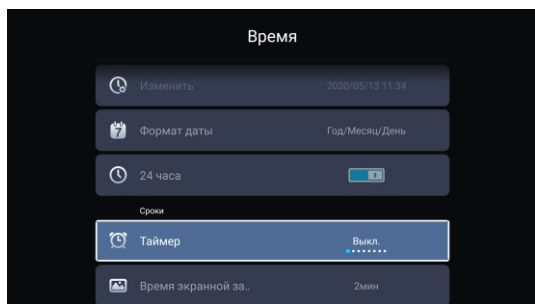 Время
Изменить 2020/05/13 11:34
7 Формат даты Год/Месяц/День
24 часа
Сроки
Таймер Выкл.
Время экранной за.. 2мин